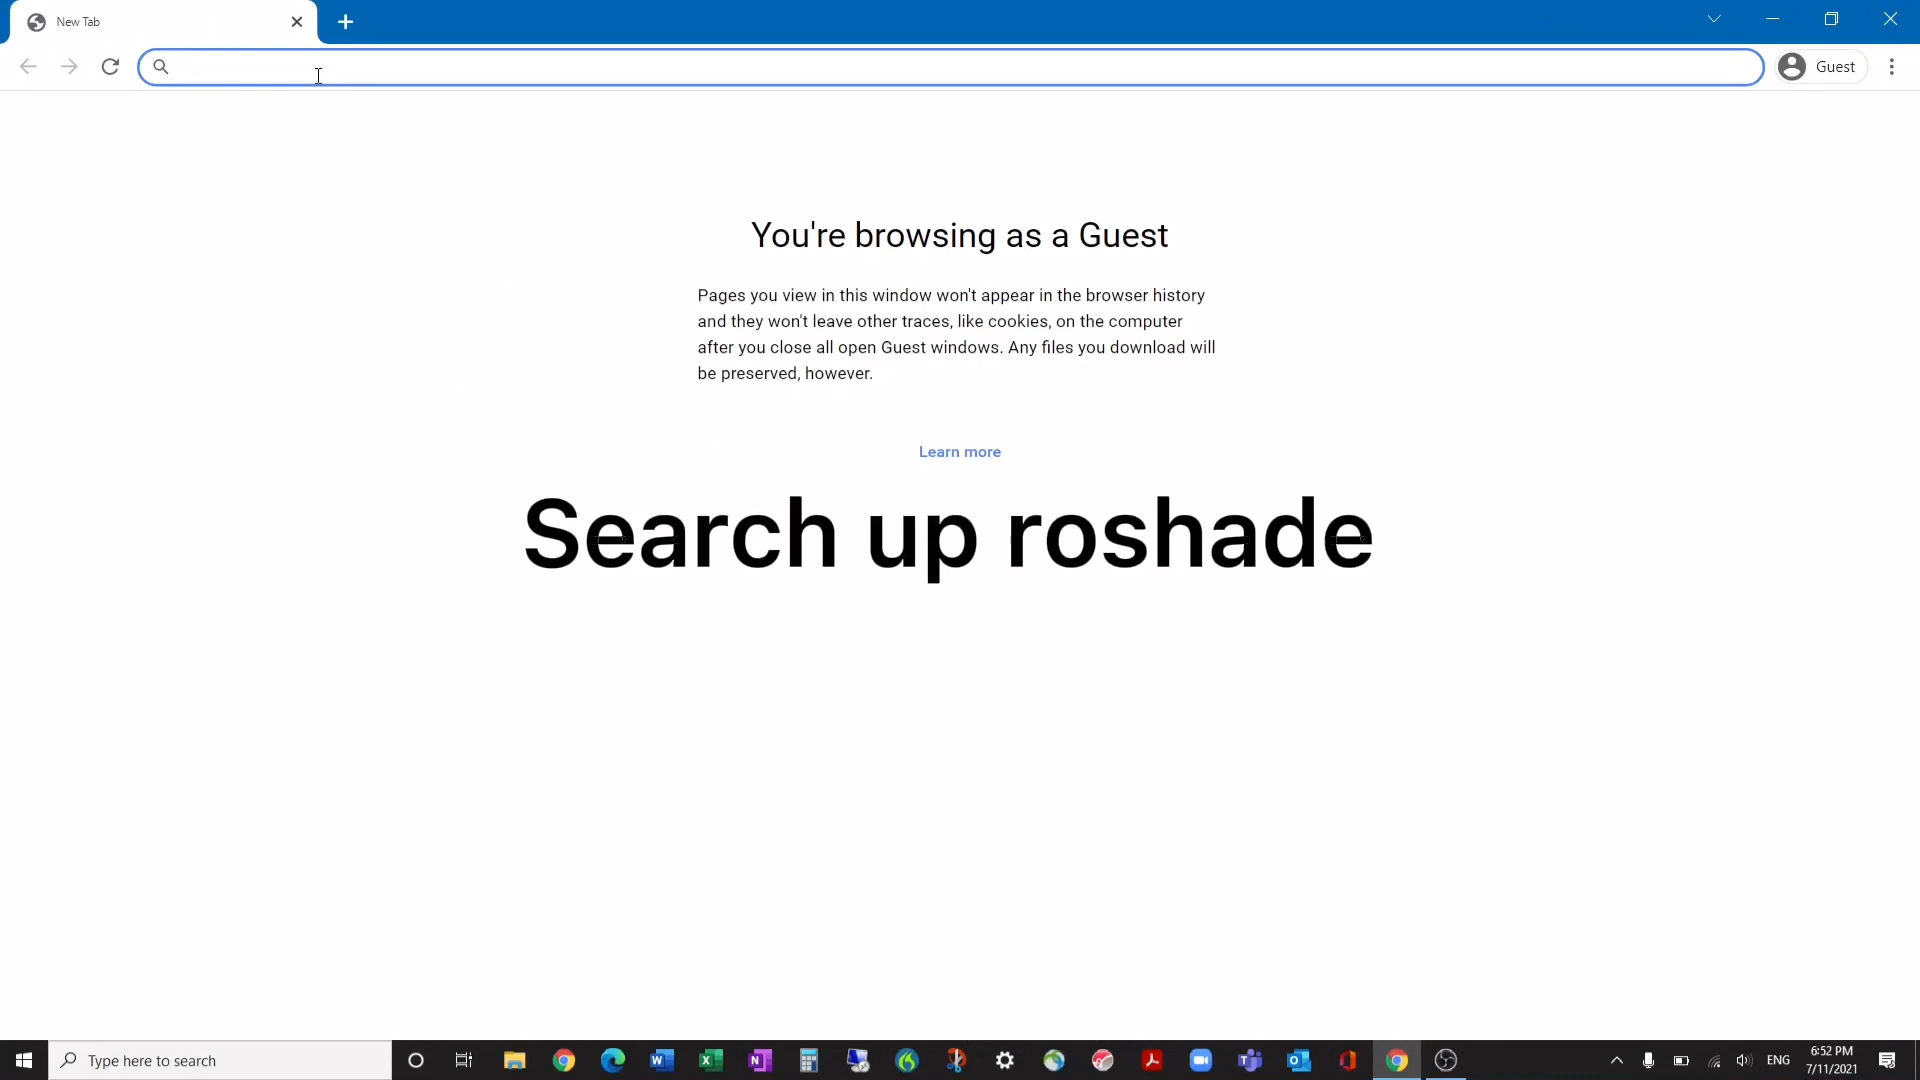 New Tab
Guest
You're browsing as a Guest
Pages you view in this window won't appear in the browser history
and they won't leave other traces, like cookies, on the computer
after you close all open Guest windows. Any files you download will
be preserved, however.
Learn more
Search up roshade
Type here to search
ENG
6:52 PM
7/11/2021